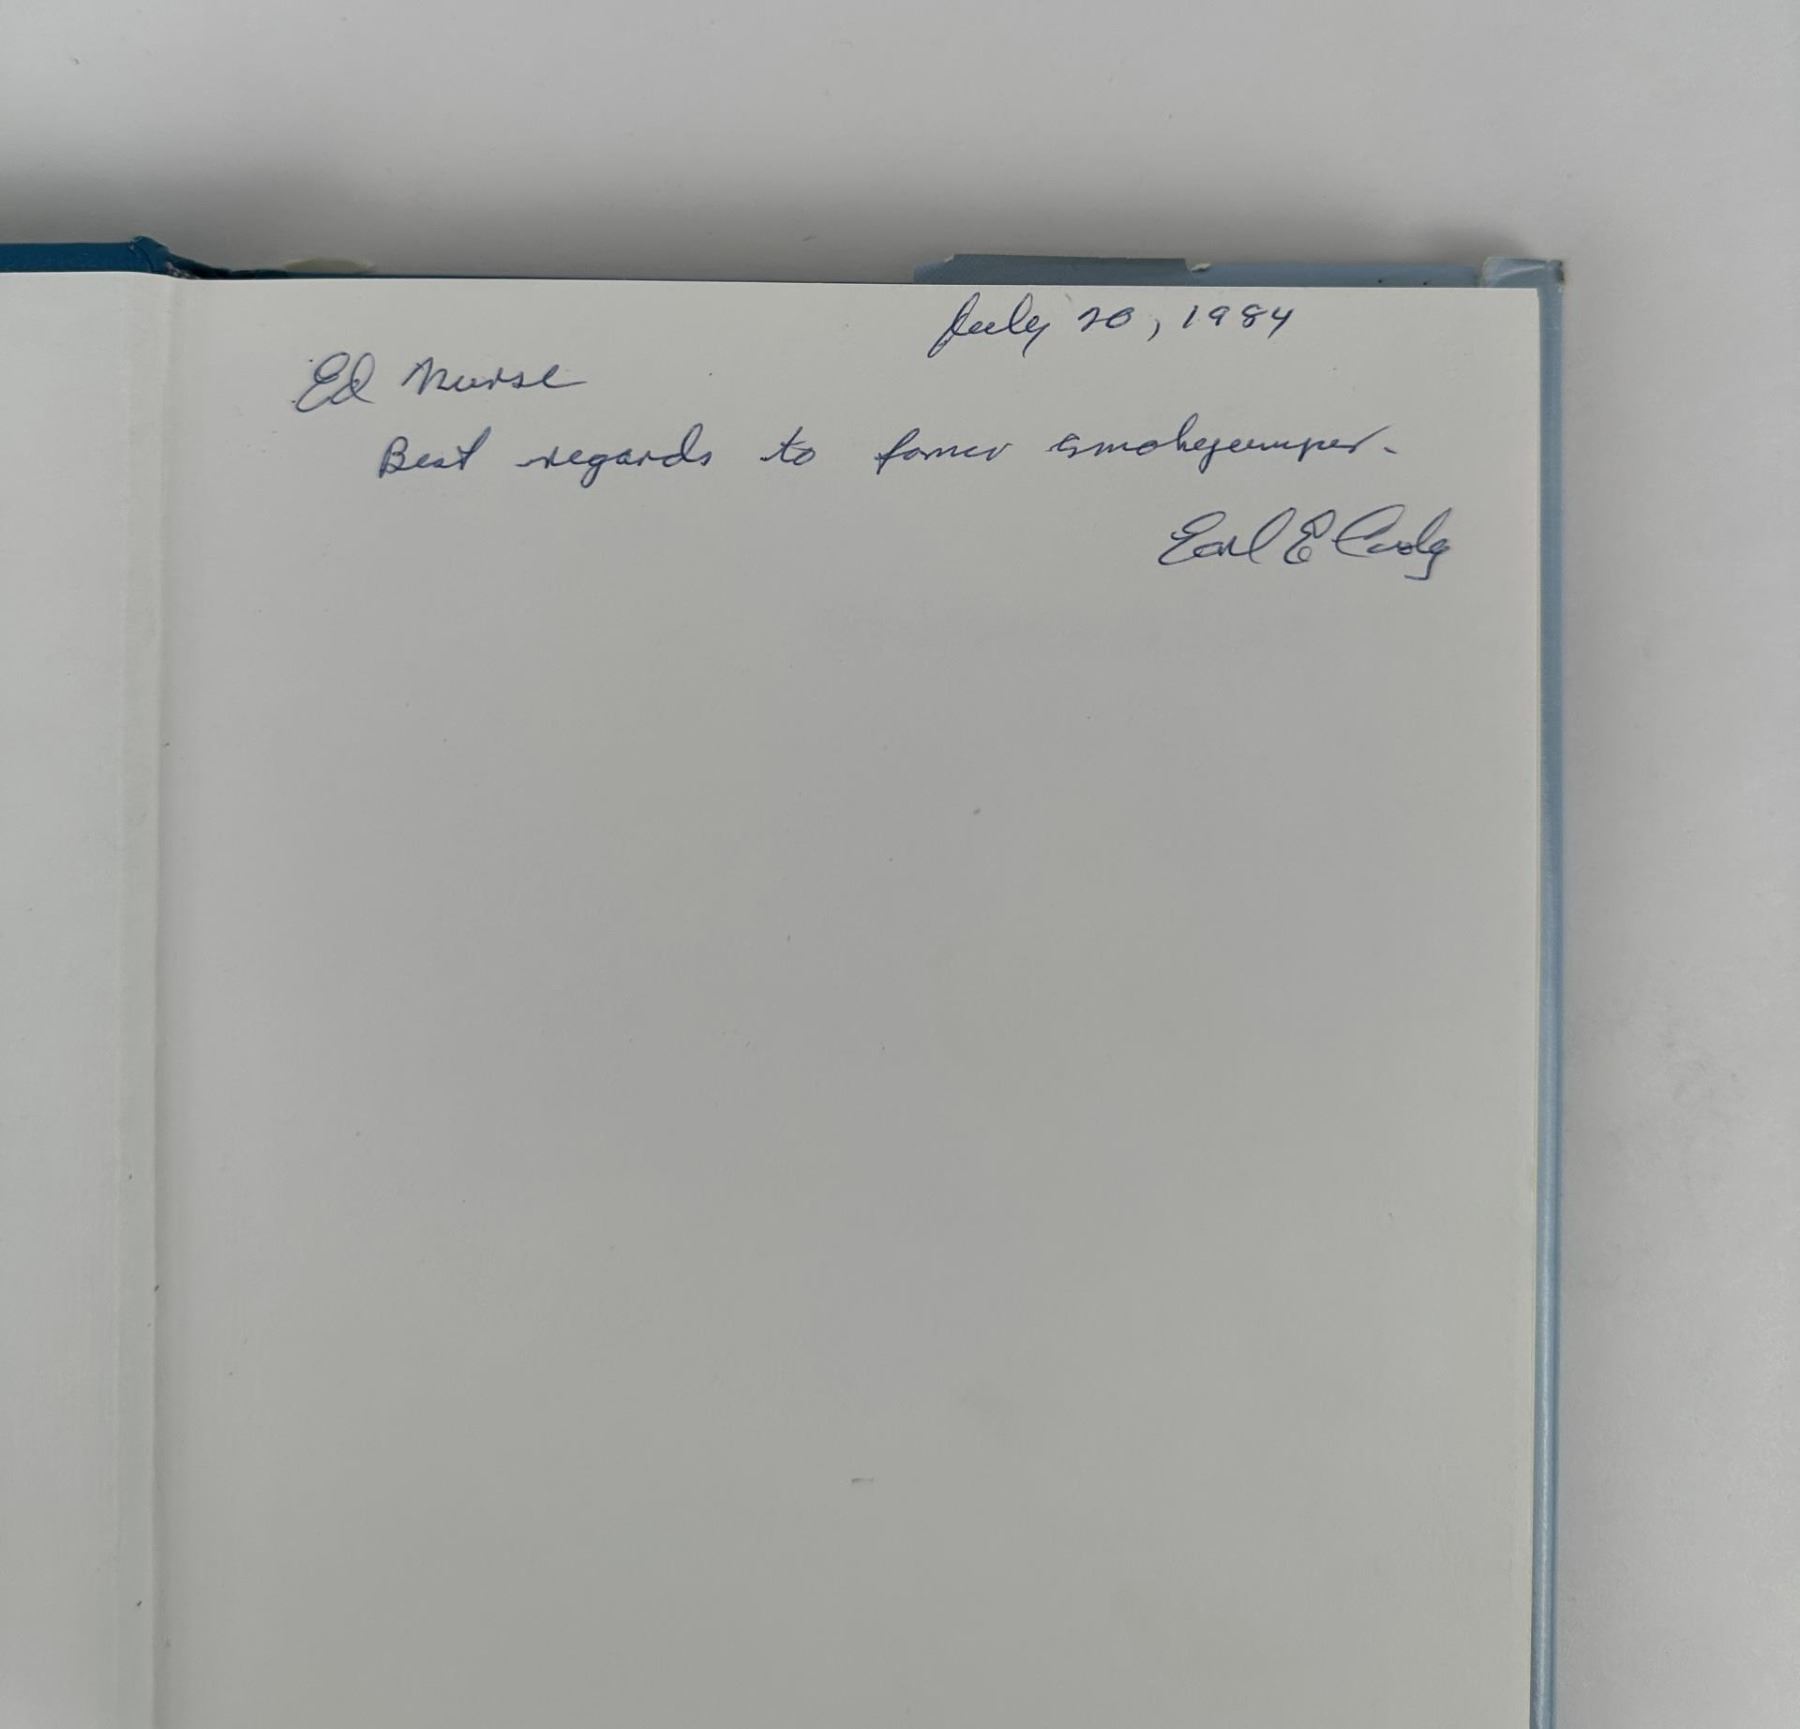 July 20, 1984
Ed Nurse
Best regards to former smokejumper.
Earl E Cooley